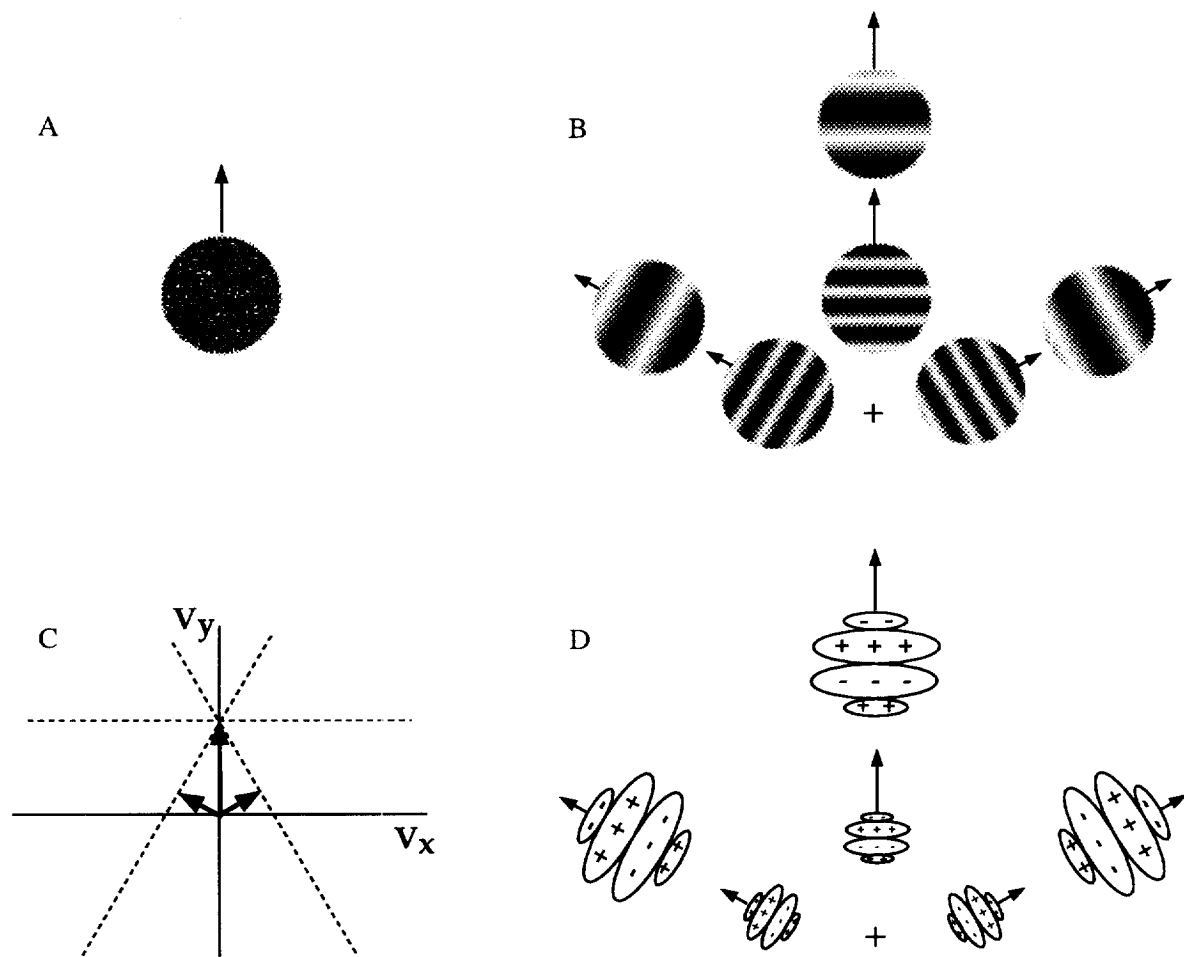 A
B
+
C
Vy
Vx
D
- -
+ + +
- - -
+ +
- -
+ +
- -
+ +
- -
+ + +
-
+ +
- -
+ +
- -
+ +
+